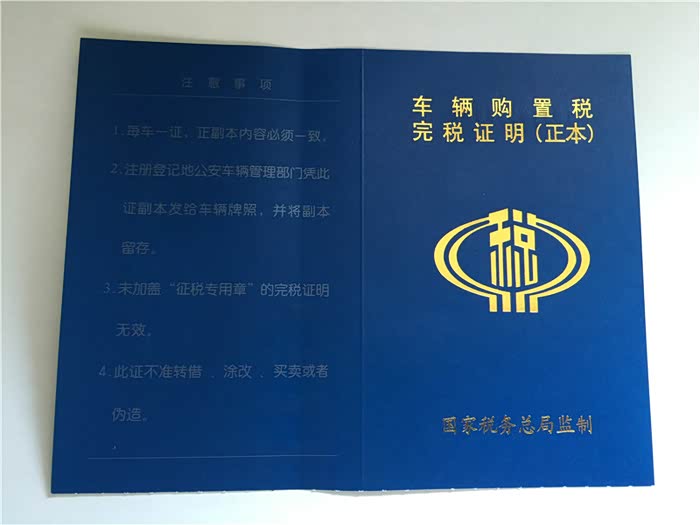 注意事项
1.每车一证、正副本内容必须一致。
2.注册登记地公安车辆管理部门凭此
证副本发给车辆牌照，并将副本
留存。
3.未加盖“征税专用章”的完税证明
无效。
4.此证不准转借、涂改、买卖或者
伪造。
车辆购置税
完税证明(正本)
税
国家税务总局监制